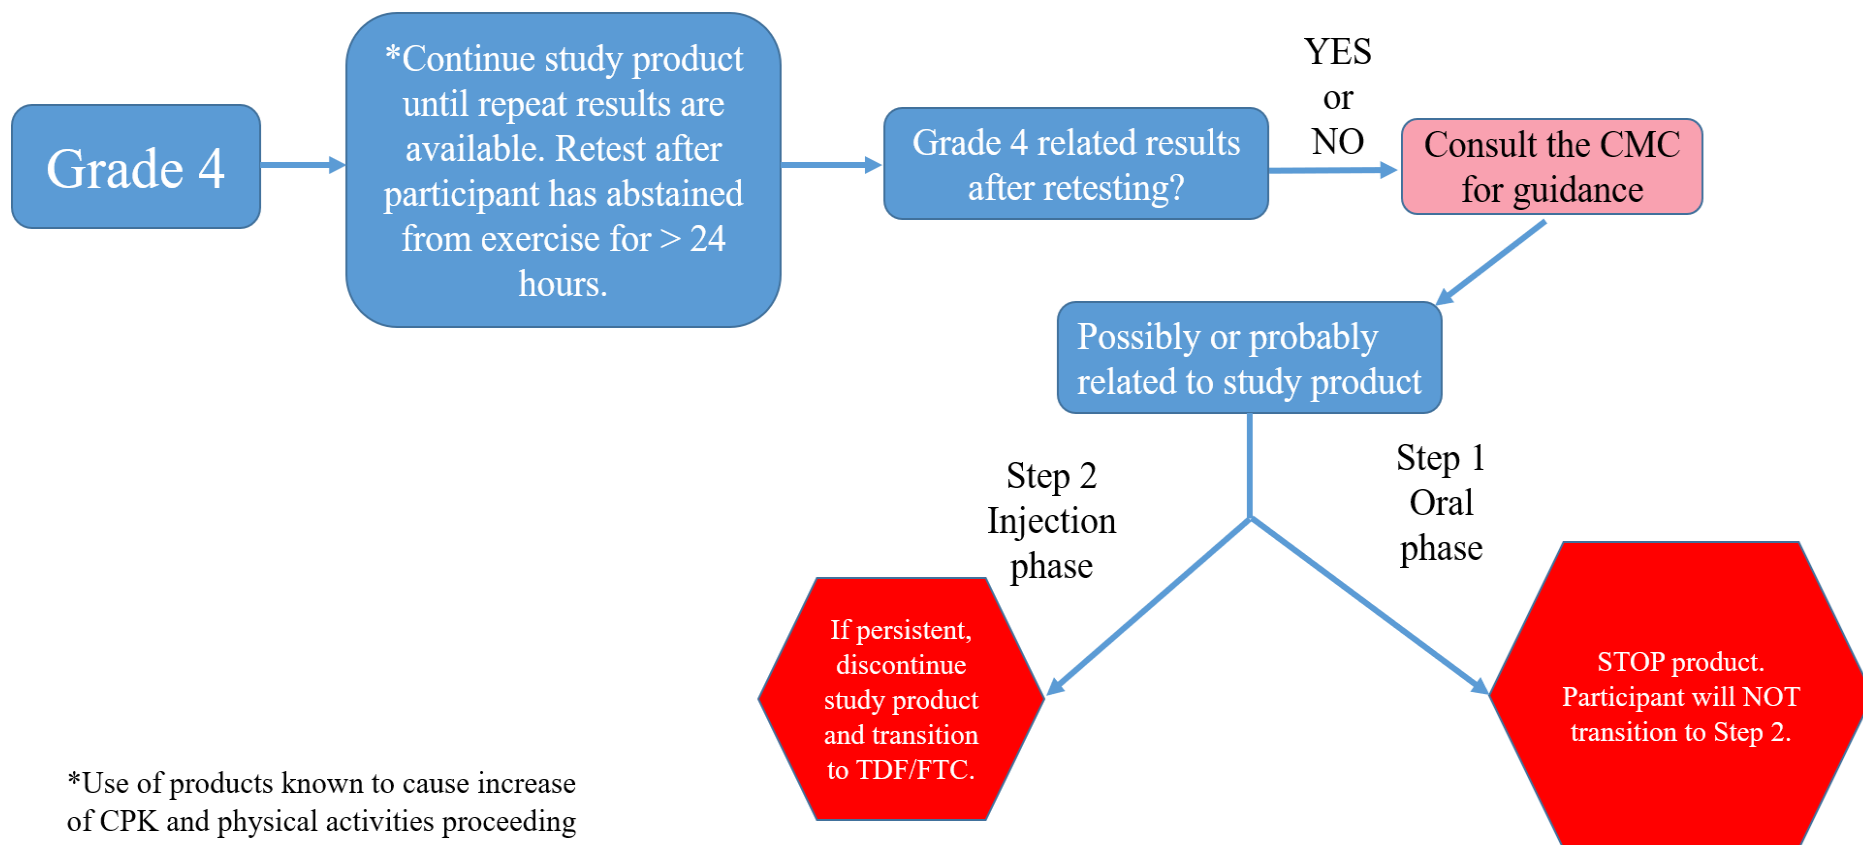 Grade 4
*Continue study product
until repeat results are
available. Retest after
participant has abstained
from exercise for > 24
hours.
Grade 4 related results
after retesting?
YES
or
NO
Consult the CMC
for guidance
Possibly or probably
related to study product
Step 2
Injection
phase
Step 1
Oral
phase
If persistent,
discontinue
study product
and transition
to TDF/FTC.
STOP product.
Participant will NOT
transition to Step 2.
*Use of products known to cause increase
of CPK and physical activities proceeding